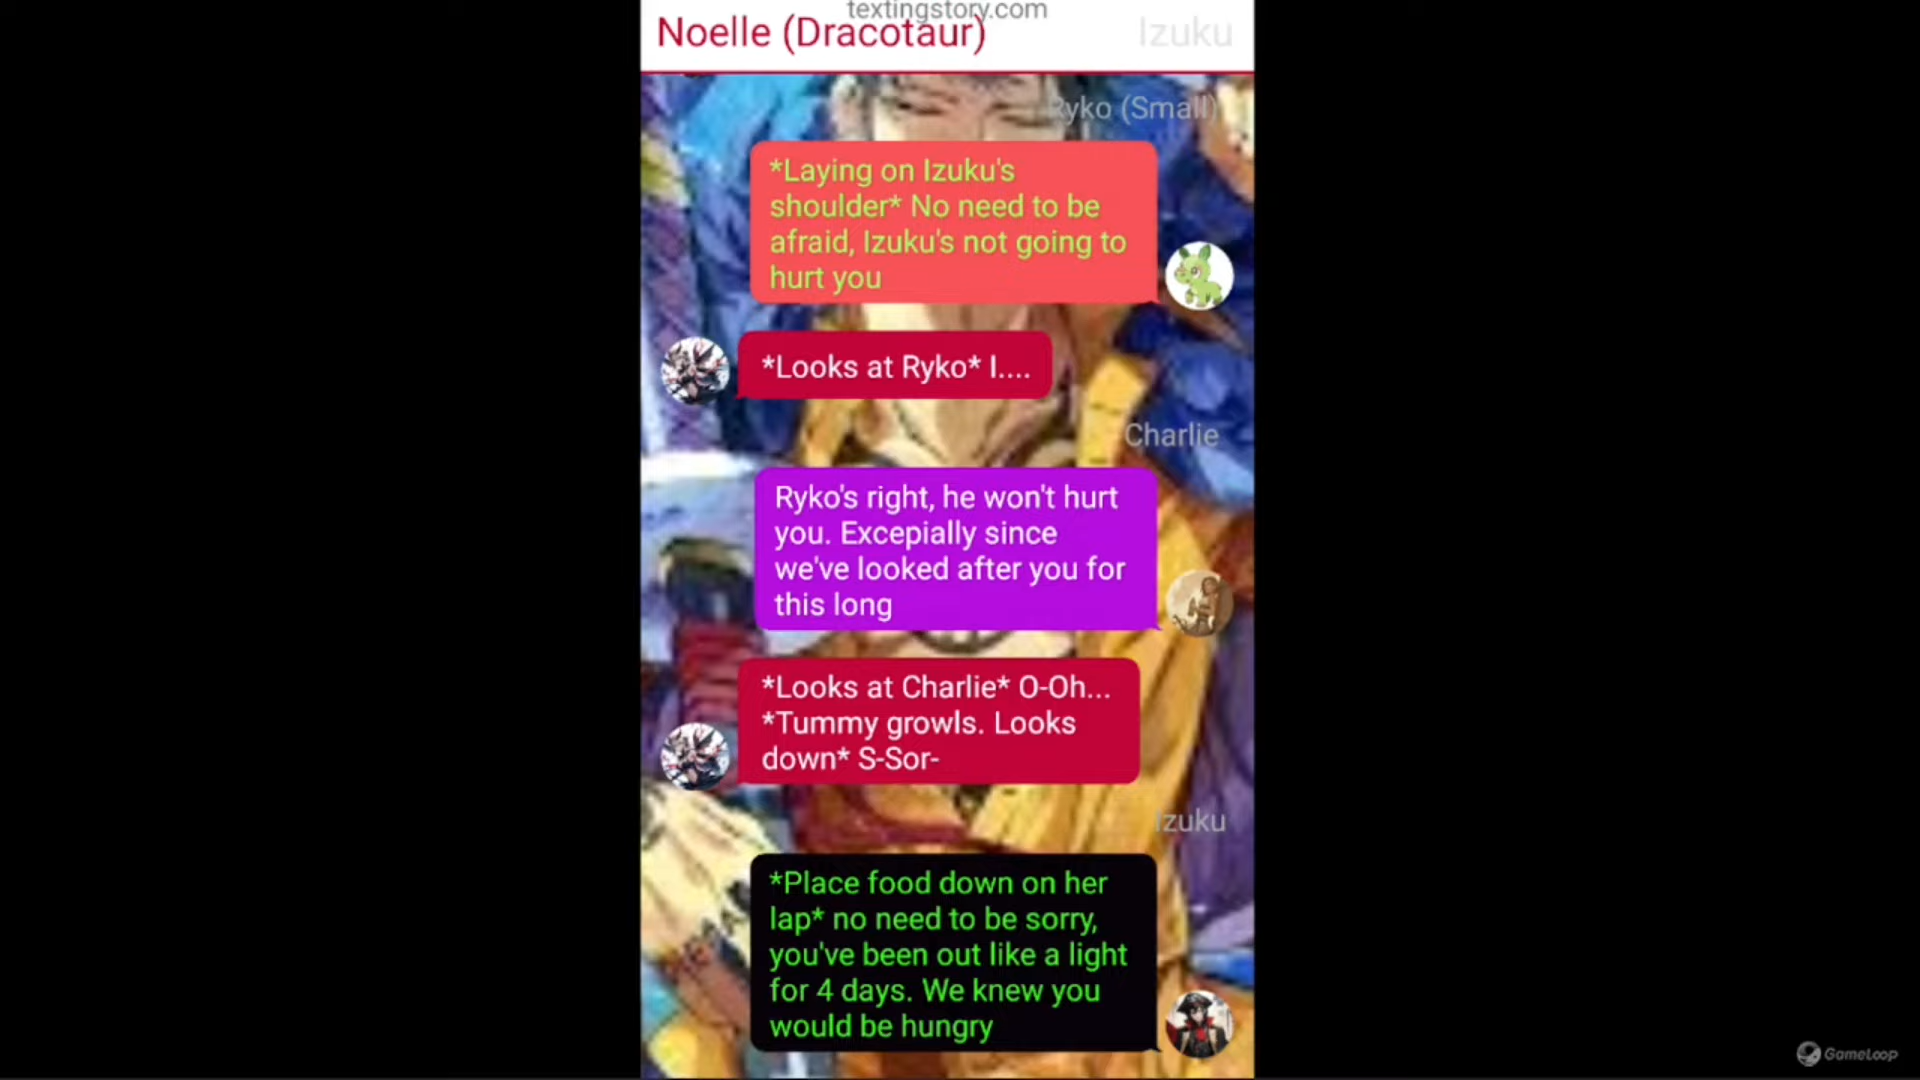 textingstory.com
Noelle (Dracotaur)
Izuku
Ryko (Small)
*Laying on Izuku's
shoulder* No need to be
afraid, Izuku's not going to
hurt you
*Looks at Ryko* I....
Charlie
Ryko's right, he won't hurt
you. Excepially since
we've looked after you for
this long
*Looks at Charlie* O-Oh...
*Tummy growls. Looks
down* S-Sor-
Izuku
*Place food down on her
lap* no need to be sorry,
you've been out like a light
for 4 days. We knew you
would be hungry
GameLoop